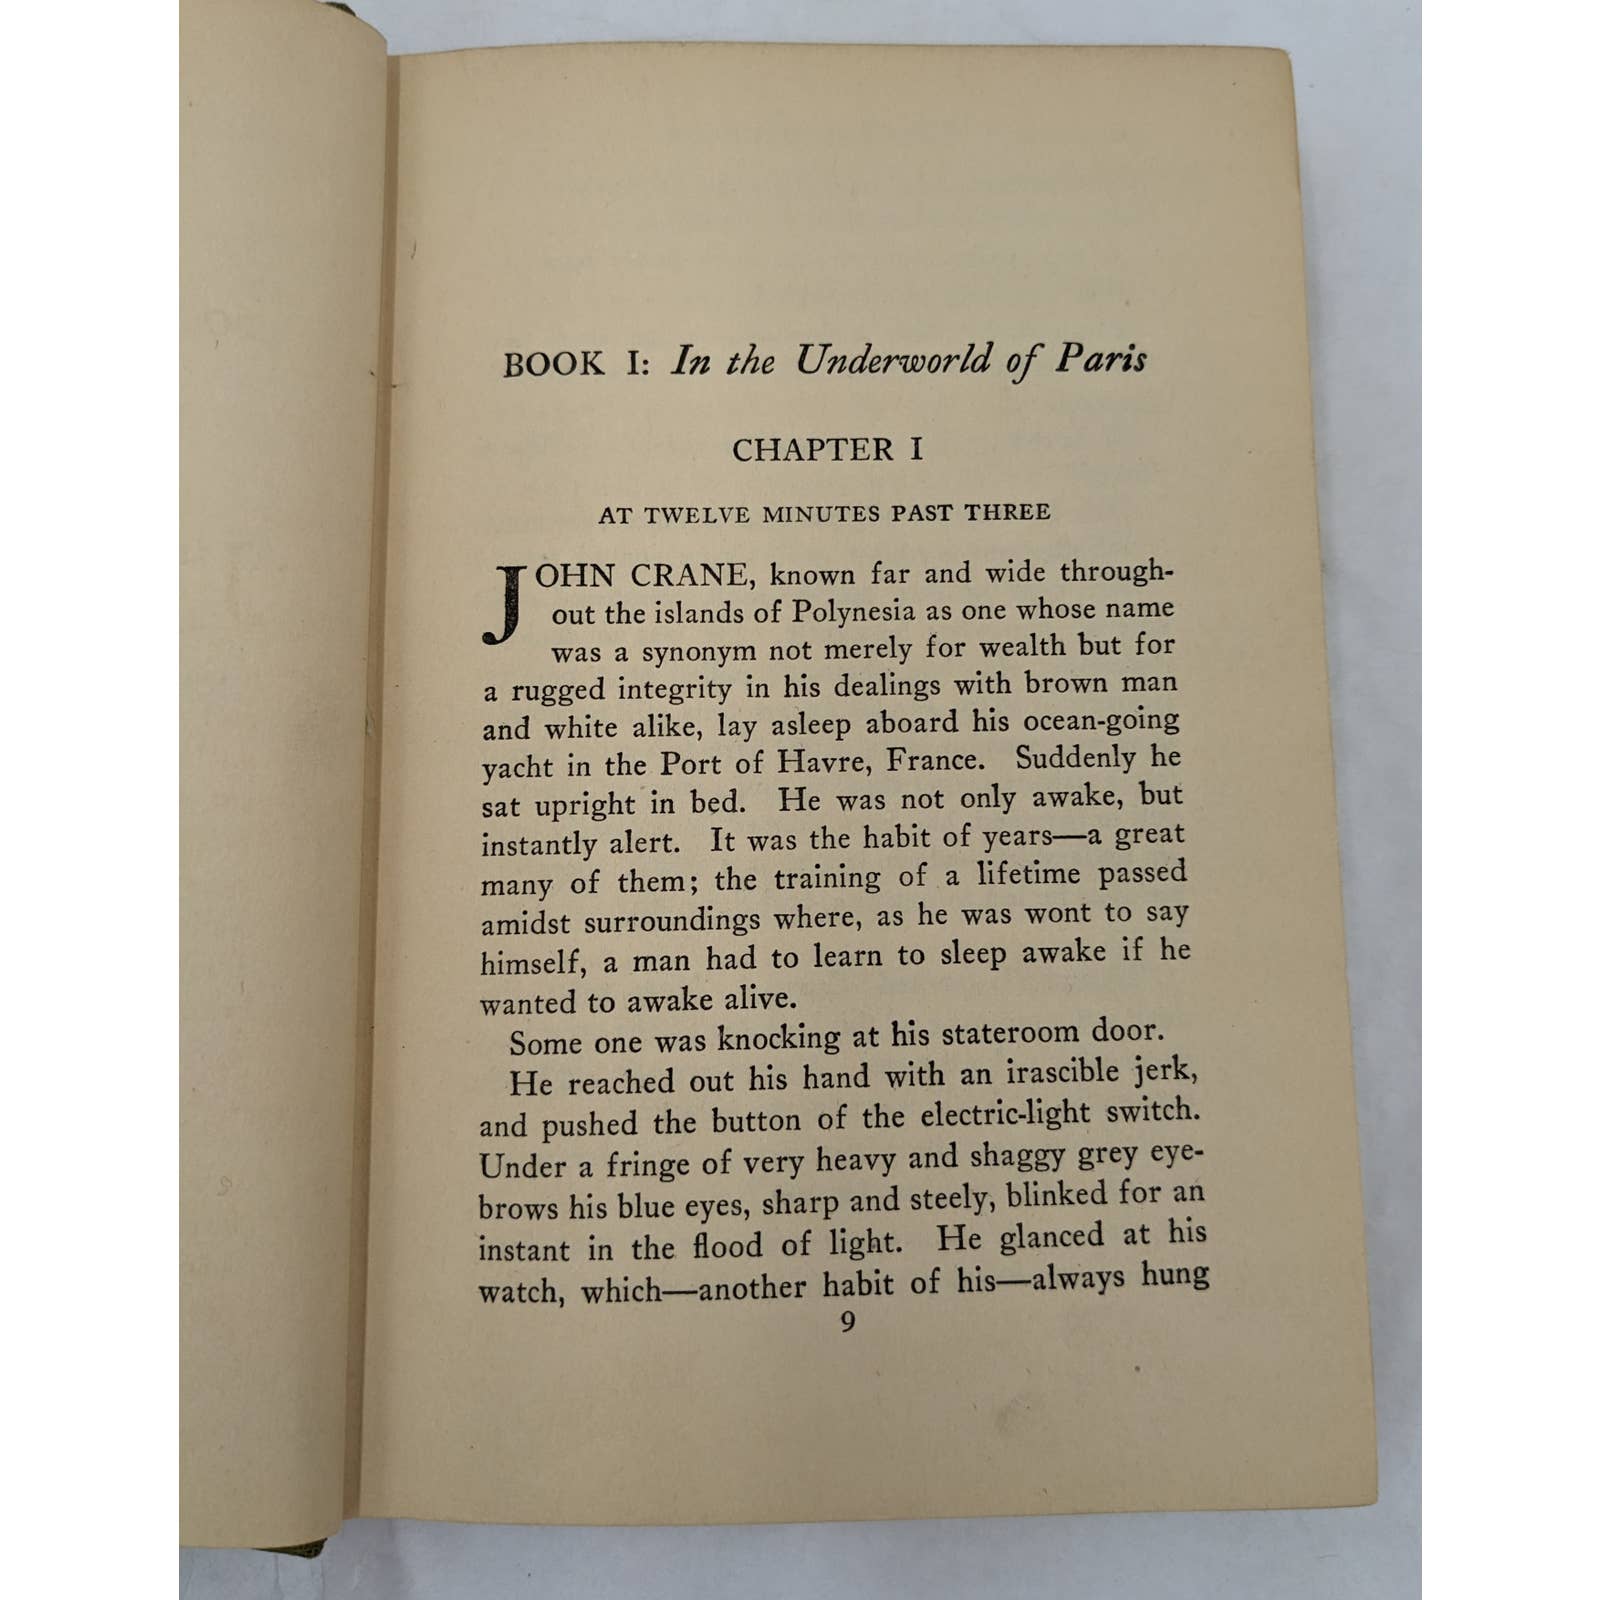 BOOK I: In the Underworld of Paris
CHAPTER I
AT TWELVE MINUTES PAST THREE
JOHN CRANE, known far and wide through-
out the islands of Polynesia as one whose name
was a synonym not merely for wealth but for
a rugged integrity in his dealings with brown man
and white alike, lay asleep aboard his ocean-going
yacht in the Port of Havre, France. Suddenly he
sat upright in bed. He was not only awake, but
instantly alert. It was the habit of years—a great
many of them; the training of a lifetime passed
amidst surroundings where, as he was wont to say
himself, a man had to learn to sleep awake if he
wanted to awake alive.
Some one was knocking at his stateroom door.
He reached out his hand with an irascible jerk,
and pushed the button of the electric-light switch.
Under a fringe of very heavy and shaggy grey eye-
brows his blue eyes, sharp and steely, blinked for an
instant in the flood of light. He glanced at his
watch, which—another habit of his—always hung
9